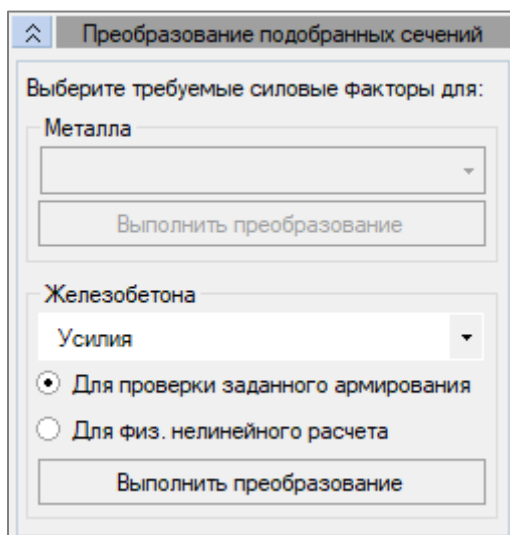 Преобразование подобранных сечений
Выберите требуемые силовые факторы для:
Металла
Выполнить преобразование
Железобетона
Усилия
Для проверки заданного армирования
Для физ. нелинейного расчета
Выполнить преобразование